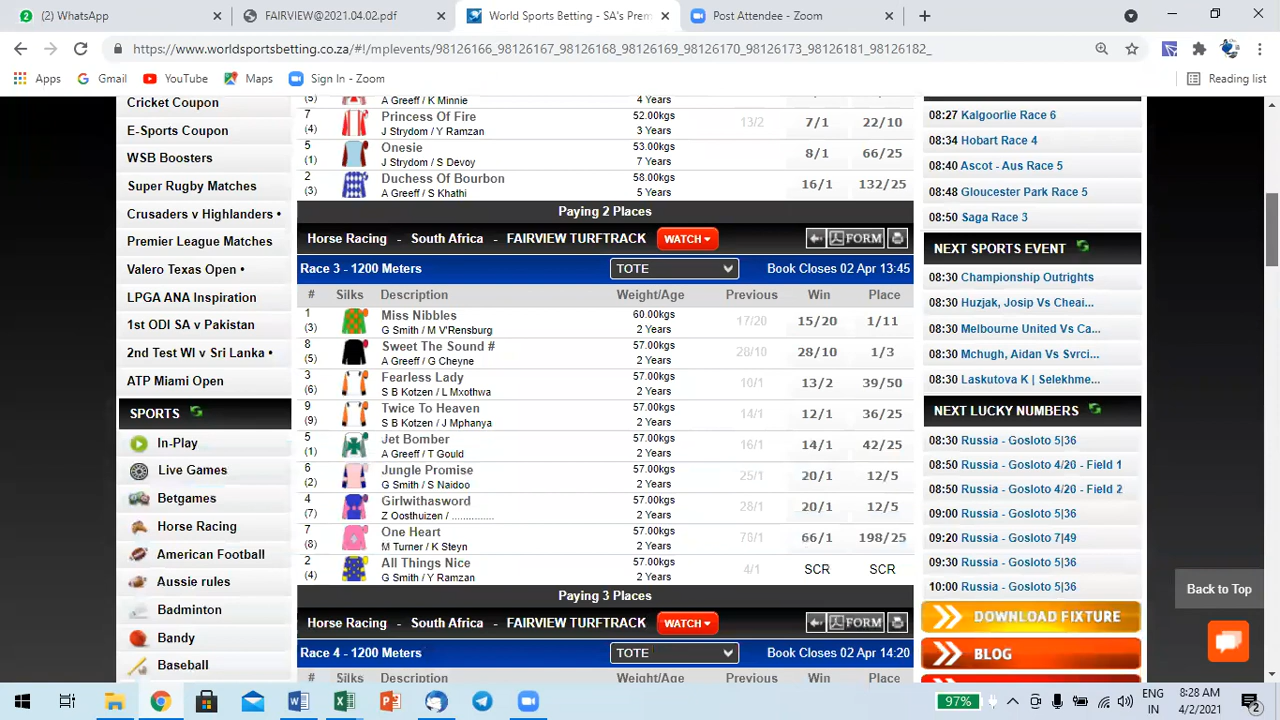 2 (2) WhatsApp FAIRVIEW@2021.04.02.pdf World Sports Betting - SA's Prem Post Attendee - Zoom
https://www.worldsportsbetting.co.za/#!/mplevents/98126166_98126167_98126168_98126169_98126170_98126173_98126181_98126182_
Apps Gmail YouTube Maps Sign In - Zoom Reading list
Cricket Coupon
E-Sports Coupon
WSB Boosters
Super Rugby Matches
Crusaders v Highlanders •
Premier League Matches
Valero Texas Open •
LPGA ANA Inspiration
1st ODI SA v Pakistan
2nd Test WI v Sri Lanka •
ATP Miami Open
SPORTS
In-Play
Live Games
Betgames
Horse Racing
American Football
Aussie rules
Badminton
Bandy
Baseball
(5) A Greeff / K Minnie 4 Years
7 Princess Of Fire 52.00kgs 13/2 7/1 22/10
(4) J Strydom / Y Ramzan 3 Years
5 Onesie 53.00kgs 8/1 66/25
(1) J Strydom / S Devoy 7 Years
2 Duchess Of Bourbon 58.00kgs 16/1 132/25
(3) A Greeff / S Khathi 5 Years
Paying 2 Places
Horse Racing - South Africa - FAIRVIEW TURFTRACK WATCH FORM
Race 3 - 1200 Meters TOTE Book Closes 02 Apr 13:45
# Silks Description Weight/Age Previous Win Place
1 Miss Nibbles 60.00kgs 17/20 15/20 1/11
(3) G Smith / M V'Rensburg 2 Years
8 Sweet The Sound # 57.00kgs 28/10 28/10 1/3
(5) A Greeff / G Cheyne 2 Years
3 Fearless Lady 57.00kgs 10/1 13/2 39/50
(6) S B Kotzen / L Mxothwa 2 Years
9 Twice To Heaven 57.00kgs 14/1 12/1 36/25
(9) S B Kotzen / J Mphanya 2 Years
5 Jet Bomber 57.00kgs 16/1 14/1 42/25
(1) A Greeff / T Gould 2 Years
6 Jungle Promise 57.00kgs 25/1 20/1 12/5
(2) G Smith / S Naidoo 2 Years
4 Girlwithasword 57.00kgs 28/1 20/1 12/5
(7) Z Oosthuizen / .............. 2 Years
7 One Heart 57.00kgs 70/1 66/1 198/25
(8) M Turner / K Steyn 2 Years
2 All Things Nice 57.00kgs 4/1 SCR SCR
(4) G Smith / Y Ramzan 2 Years
Paying 3 Places
Horse Racing - South Africa - FAIRVIEW TURFTRACK WATCH FORM
Race 4 - 1200 Meters TOTE Book Closes 02 Apr 14:20
# Silks Description Weight/Age Previous Win Place
08:27 Kalgoorlie Race 6
08:34 Hobart Race 4
08:40 Ascot - Aus Race 5
08:48 Gloucester Park Race 5
08:50 Saga Race 3
NEXT SPORTS EVENT
08:30 Championship Outrights
08:30 Huzjak, Josip Vs Cheai...
08:30 Melbourne United Vs Ca...
08:30 Mchugh, Aidan Vs Svrci...
08:30 Laskutova K | Selekhme...
NEXT LUCKY NUMBERS
08:30 Russia - Gosloto 5|36
08:50 Russia - Gosloto 4/20 - Field 1
08:50 Russia - Gosloto 4/20 - Field 2
09:00 Russia - Gosloto 5|36
09:20 Russia - Gosloto 7|49
09:30 Russia - Gosloto 5|36
10:00 Russia - Gosloto 5|36
Back to Top
DOWNLOAD FIXTURE
BLOG
97% ENG IN 8:28 AM 4/2/2021 2